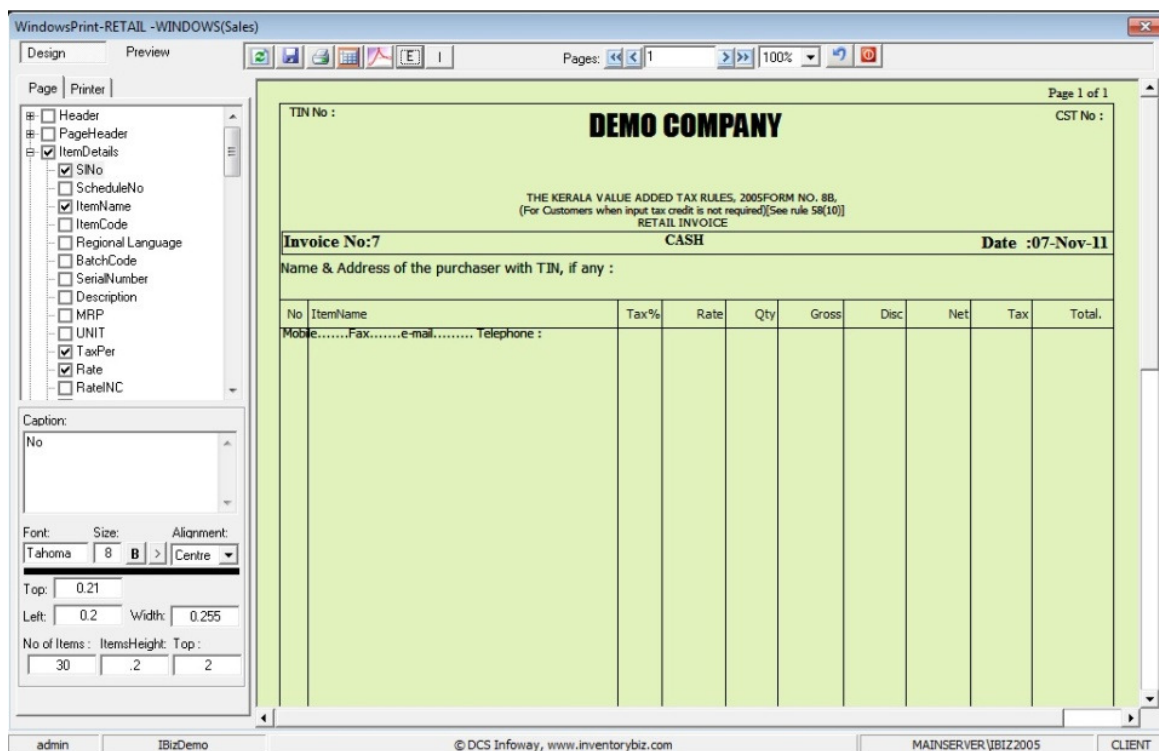 WindowsPrint-RETAIL -WINDOWS(Sales)
Design Preview
E I
Pages: 1 100%
Page Printer
Header
PageHeader
ItemDetails
SlNo
ScheduleNo
ItemName
ItemCode
Regional Language
BatchCode
SerialNumber
Description
MRP
UNIT
TaxPer
Rate
RateINC
Caption:
No
Font: Size: Alignment:
Tahoma 8 B > Centre
Top: 0.21
Left: 0.2 Width: 0.255
No of Items : ItemsHeight: Top :
30 .2 2
Page 1 of 1
TIN No : CST No :
DEMO COMPANY
THE KERALA VALUE ADDED TAX RULES, 2005FORM NO. 8B,
(For Customers when input tax credit is not required)[See rule 58(10)]
RETAIL INVOICE
Invoice No:7 CASH Date :07-Nov-11
Name & Address of the purchaser with TIN, if any :
No ItemName Tax% Rate Qty Gross Disc Net Tax Total.
Mobile.......Fax.......e-mail......... Telephone :
admin IBizDemo © DCS Infoway, www.inventorybiz.com MAINSERVER\IBIZ2005 CLIENT